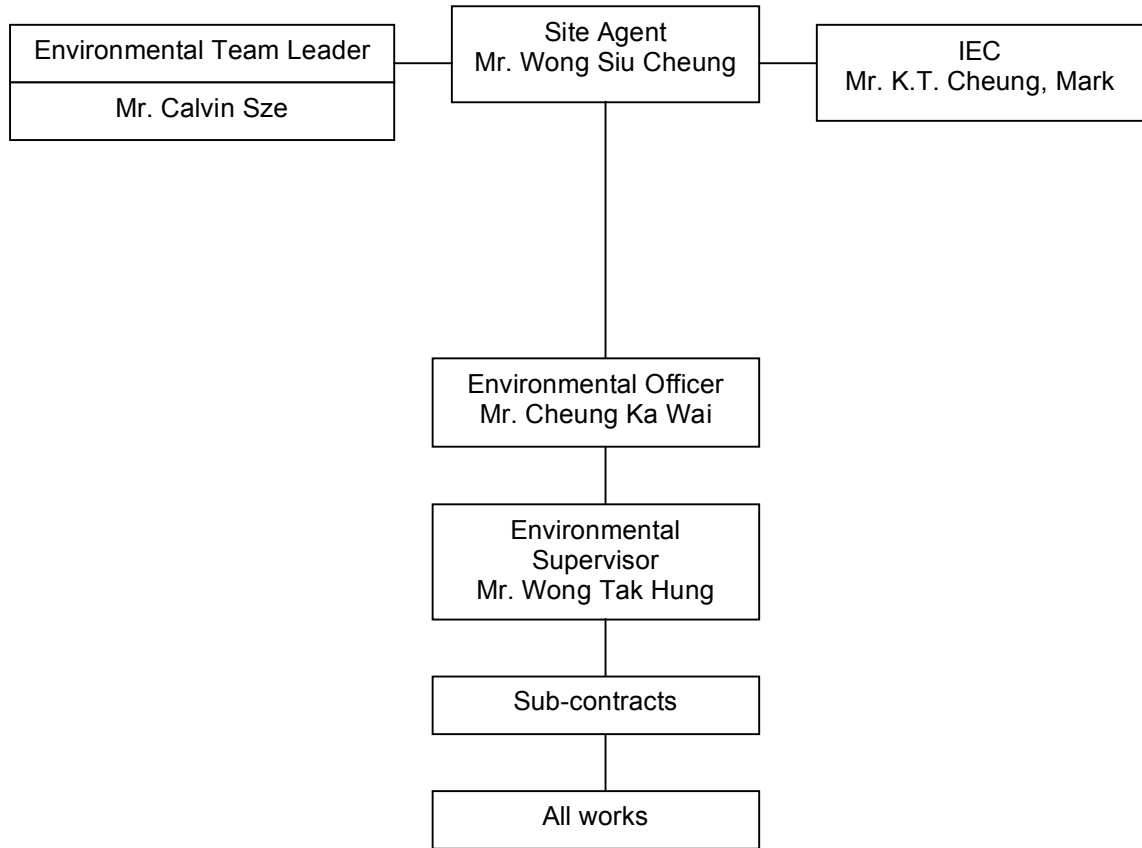 Environmental Team Leader
Mr. Calvin Sze
Site Agent
Mr. Wong Siu Cheung
IEC
Mr. K.T. Cheung, Mark
Environmental Officer
Mr. Cheung Ka Wai
Environmental
Supervisor
Mr. Wong Tak Hung
Sub-contracts
All works